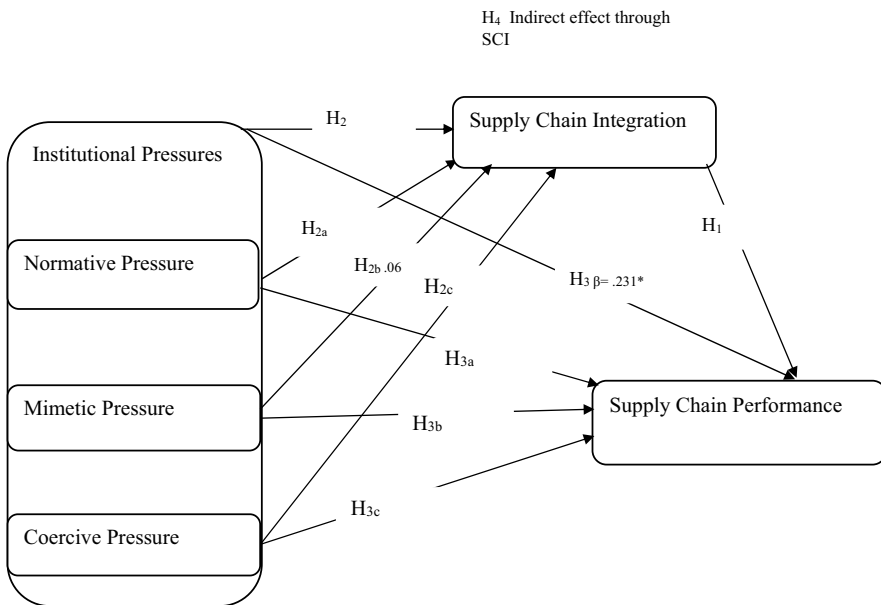 H4 Indirect effect through
SCI
H2
Supply Chain Integration
Institutional Pressures
H2a
H1
Normative Pressure
H2b .06
H2c
H3 β= .231*
H3a
Mimetic Pressure
H3b
Supply Chain Performance
H3c
Coercive Pressure